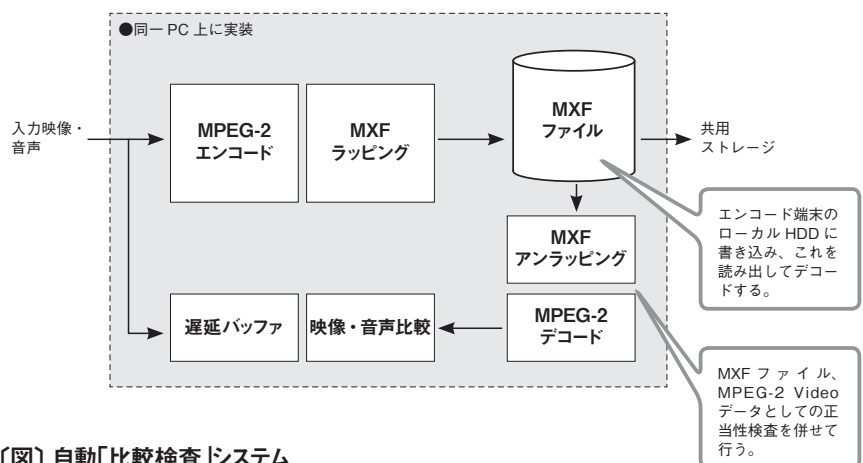 ●同一 PC 上に実装
入力映像・
音声
MPEG-2
エンコード
MXF
ラッピング
MXF
ファイル
共用
ストレージ
MXF
アンラッピング
エンコード端末の
ローカル HDD に
書き込み、これを
読み出してデコー
ドする。
遅延バッファ
映像・音声比較
MPEG-2
デコード
MXF ファイル、
MPEG-2 Video
データとしての正
当性検査を併せて
行う。
〔図〕自動「比較検査」システム